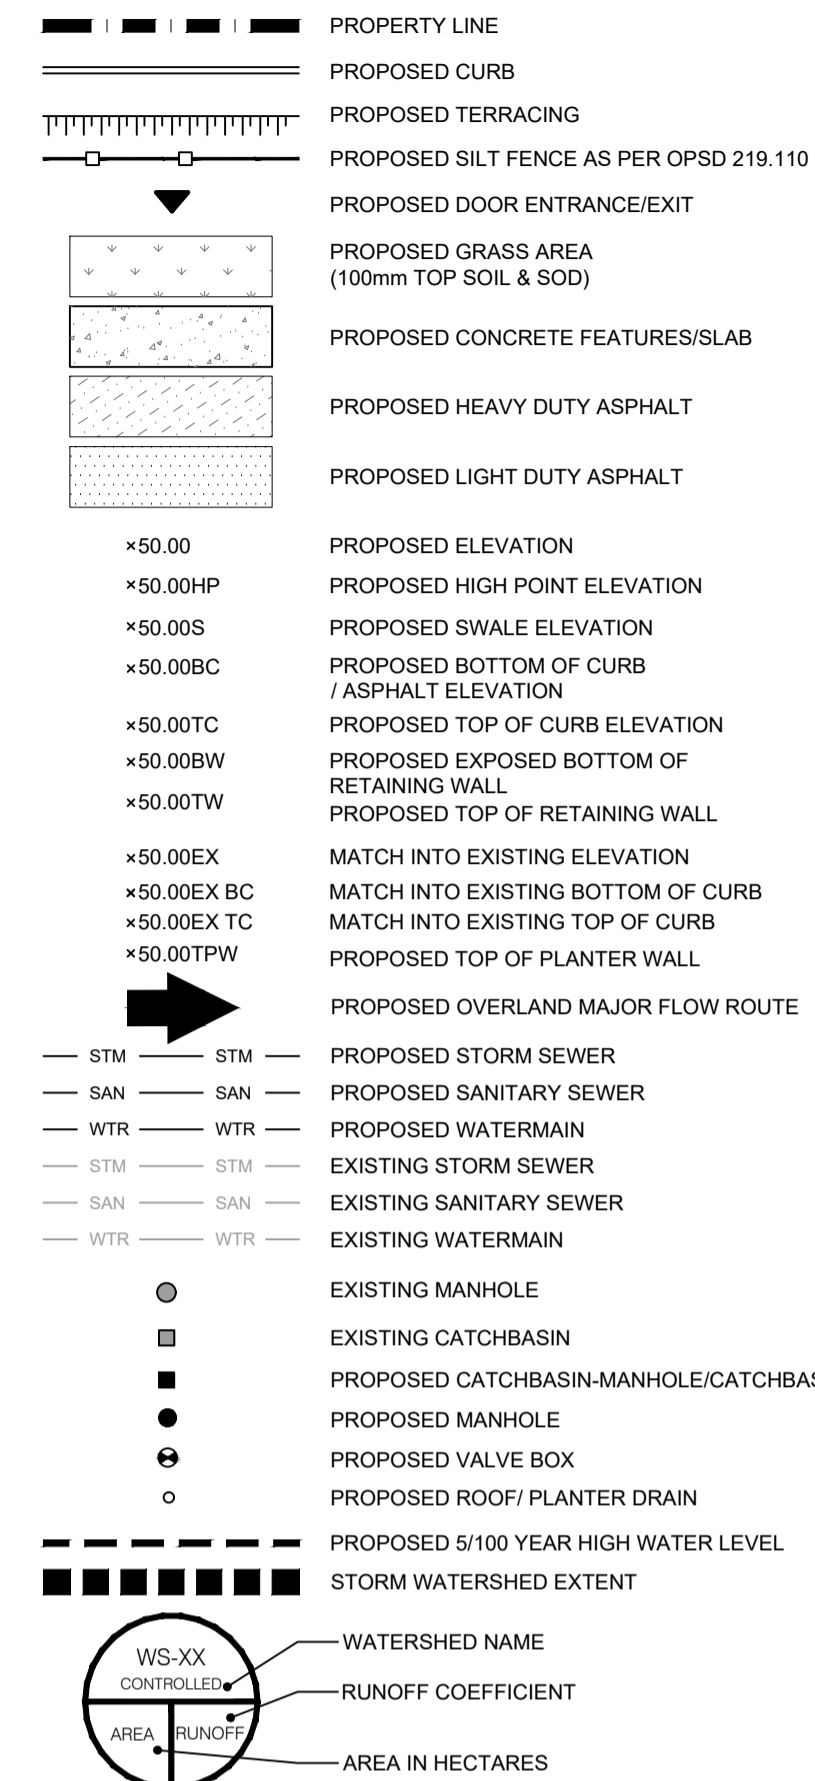 PROPERTY LINE
PROPOSED CURB
PROPOSED TERRACING
PROPOSED SILT FENCE AS PER OPSD 219.110
PROPOSED DOOR ENTRANCE/EXIT
PROPOSED GRASS AREA
(100mm TOP SOIL & SOD)
PROPOSED CONCRETE FEATURES/SLAB
PROPOSED HEAVY DUTY ASPHALT
PROPOSED LIGHT DUTY ASPHALT
×50.00 PROPOSED ELEVATION
×50.00HP PROPOSED HIGH POINT ELEVATION
×50.00S PROPOSED SWALE ELEVATION
×50.00BC PROPOSED BOTTOM OF CURB
/ ASPHALT ELEVATION
×50.00TC PROPOSED TOP OF CURB ELEVATION
×50.00BW PROPOSED EXPOSED BOTTOM OF
RETAINING WALL
×50.00TW PROPOSED TOP OF RETAINING WALL
×50.00EX MATCH INTO EXISTING ELEVATION
×50.00EX BC MATCH INTO EXISTING BOTTOM OF CURB
×50.00EX TC MATCH INTO EXISTING TOP OF CURB
×50.00TPW PROPOSED TOP OF PLANTER WALL
PROPOSED OVERLAND MAJOR FLOW ROUTE
STM STM PROPOSED STORM SEWER
SAN SAN PROPOSED SANITARY SEWER
WTR WTR PROPOSED WATERMAIN
STM STM EXISTING STORM SEWER
SAN SAN EXISTING SANITARY SEWER
WTR WTR EXISTING WATERMAIN
EXISTING MANHOLE
EXISTING CATCHBASIN
PROPOSED CATCHBASIN-MANHOLE/CATCHBAS
PROPOSED MANHOLE
PROPOSED VALVE BOX
PROPOSED ROOF/ PLANTER DRAIN
PROPOSED 5/100 YEAR HIGH WATER LEVEL
STORM WATERSHED EXTENT
WS-XX
CONTROLLED
WATERSHED NAME
RUNOFF COEFFICIENT
AREA RUNOFF
AREA IN HECTARES